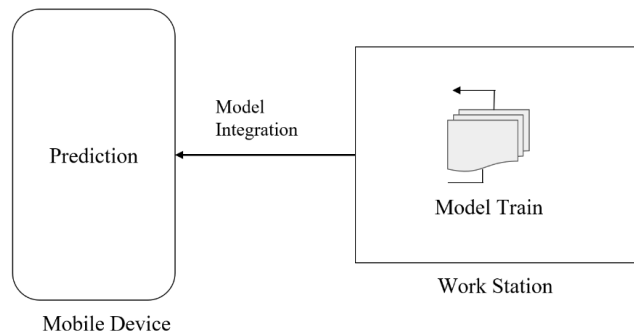 Model
Integration
Prediction
Model Train
Work Station
Mobile Device